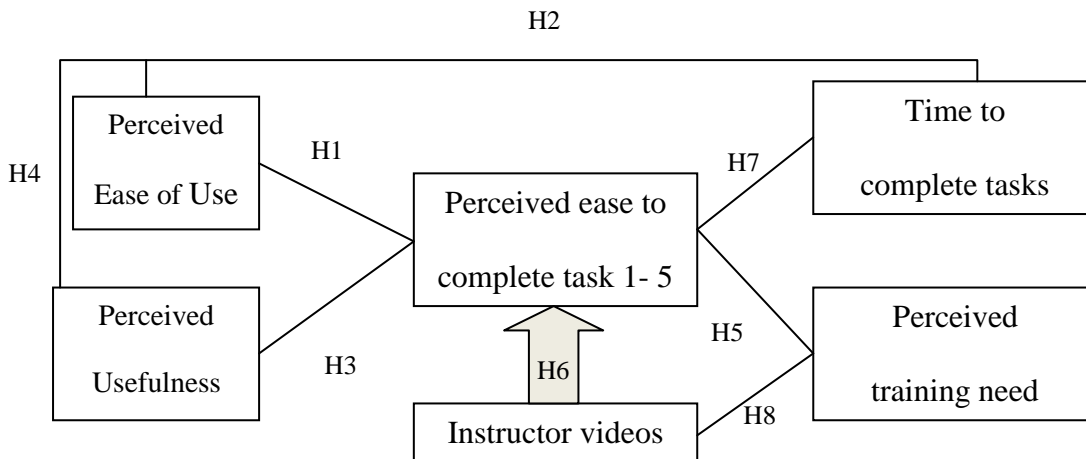 H2
Perceived
Ease of Use
H4
H1
Time to
complete tasks
H7
Perceived ease to
complete task 1- 5
Perceived
Usefulness
H3
H6
H5
Perceived
training need
H8
Instructor videos